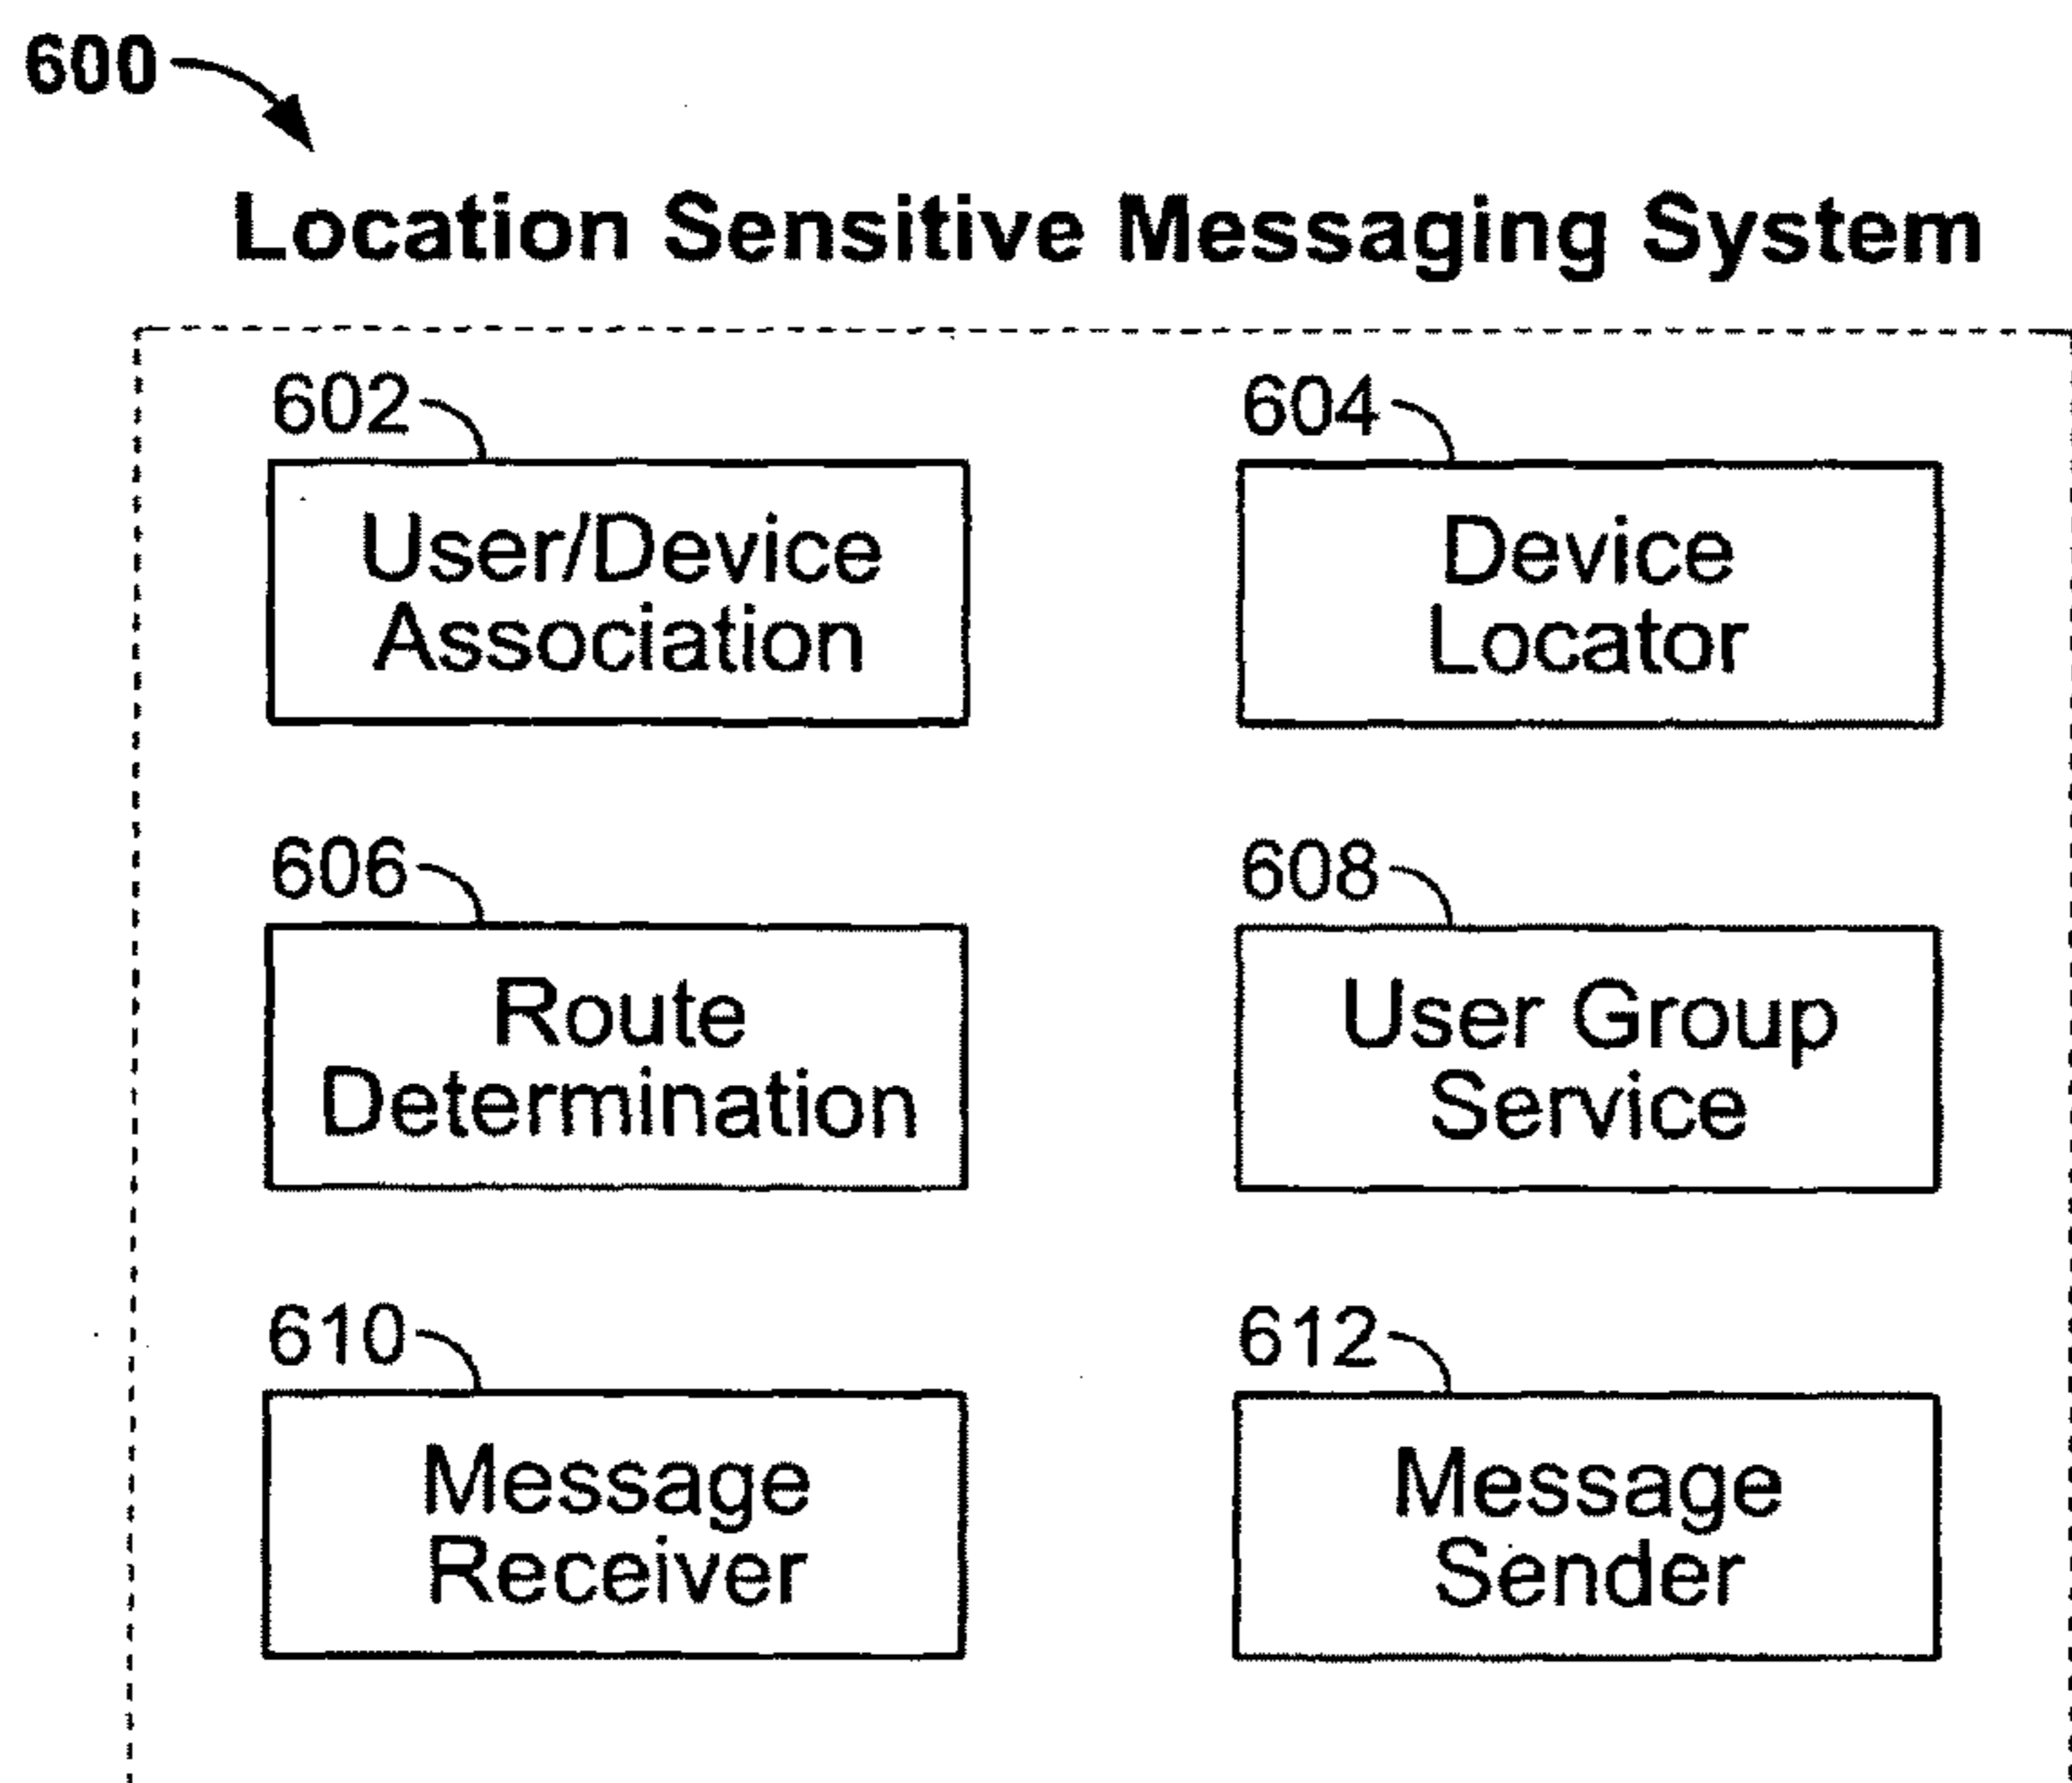 600
Location Sensitive Messaging System
602
User/Device
Association
604
Device
Locator
606
Route
Determination
608
User Group
Service
610
Message
Receiver
612
Message
Sender